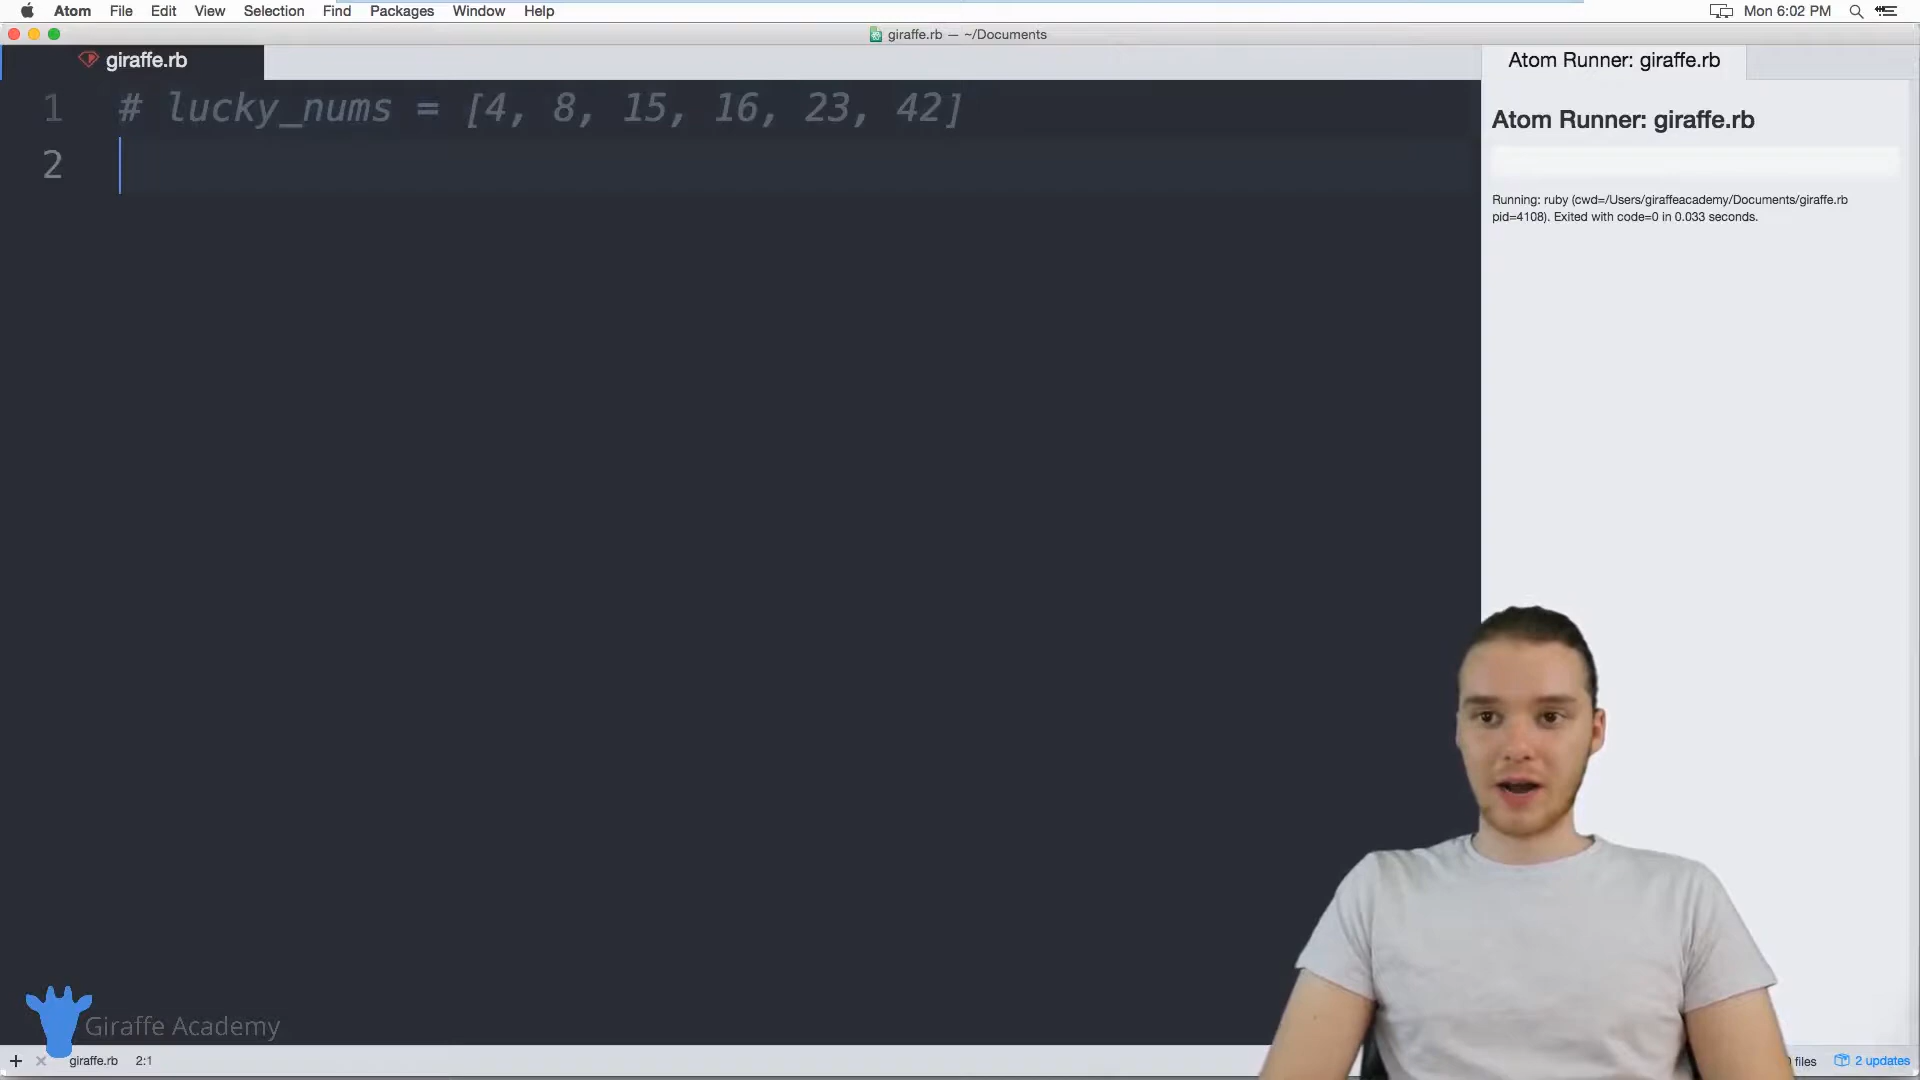 Atom File Edit View Selection Find Packages Window Help
Mon 6:02 PM
giraffe.rb — ~/Documents
giraffe.rb
Atom Runner: giraffe.rb
1 # lucky_nums = [4, 8, 15, 16, 23, 42]
2
Atom Runner: giraffe.rb
Running: ruby (cwd=/Users/giraffeacademy/Documents/giraffe.rb
pid=4108). Exited with code=0 in 0.033 seconds.
Giraffe Academy
giraffe.rb 2:1
files
2 updates